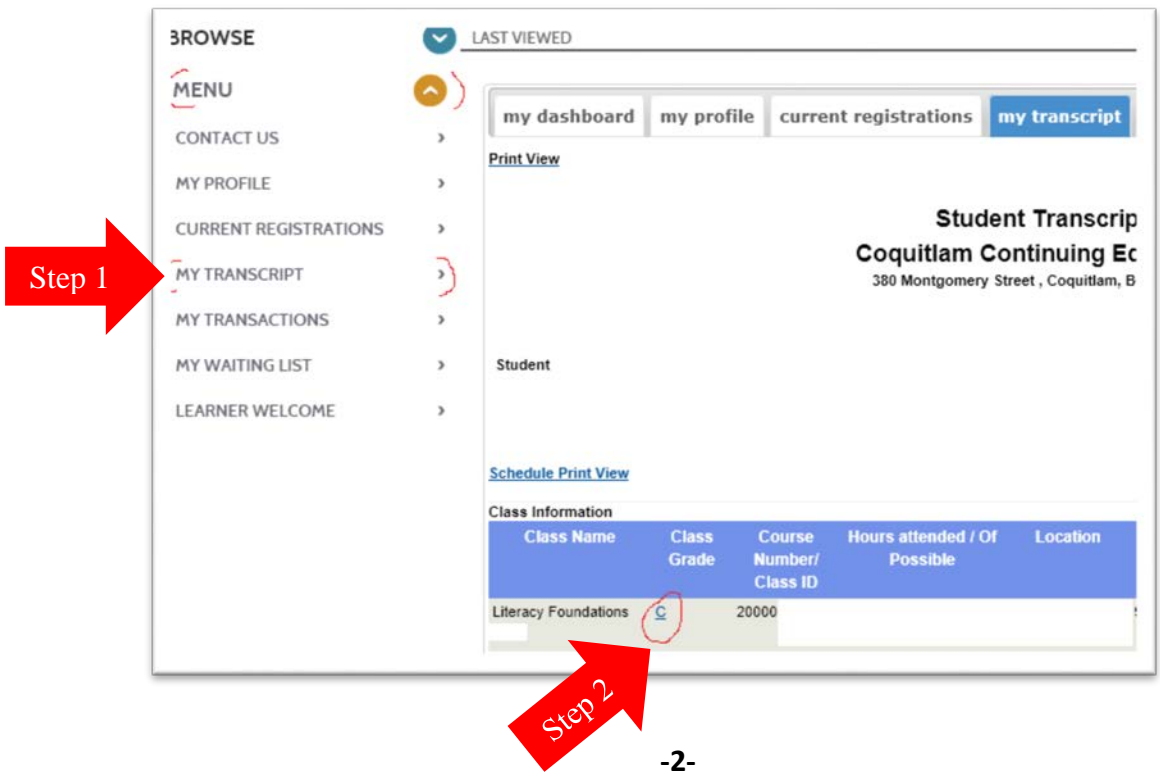 BROWSE
LAST VIEWED
MENU
CONTACT US
MY PROFILE
CURRENT REGISTRATIONS
Step 1
MY TRANSCRIPT
MY TRANSACTIONS
MY WAITING LIST
LEARNER WELCOME
my dashboard my profile current registrations my transcript
Print View
Student Transcrip
Coquitlam Continuing Ec
380 Montgomery Street , Coquitlam, B
Student
Schedule Print View
Class Information
Class Name Class Grade Course Number/ Class ID Hours attended / Of Possible Location
Literacy Foundations C 20000
Step 2
-2-